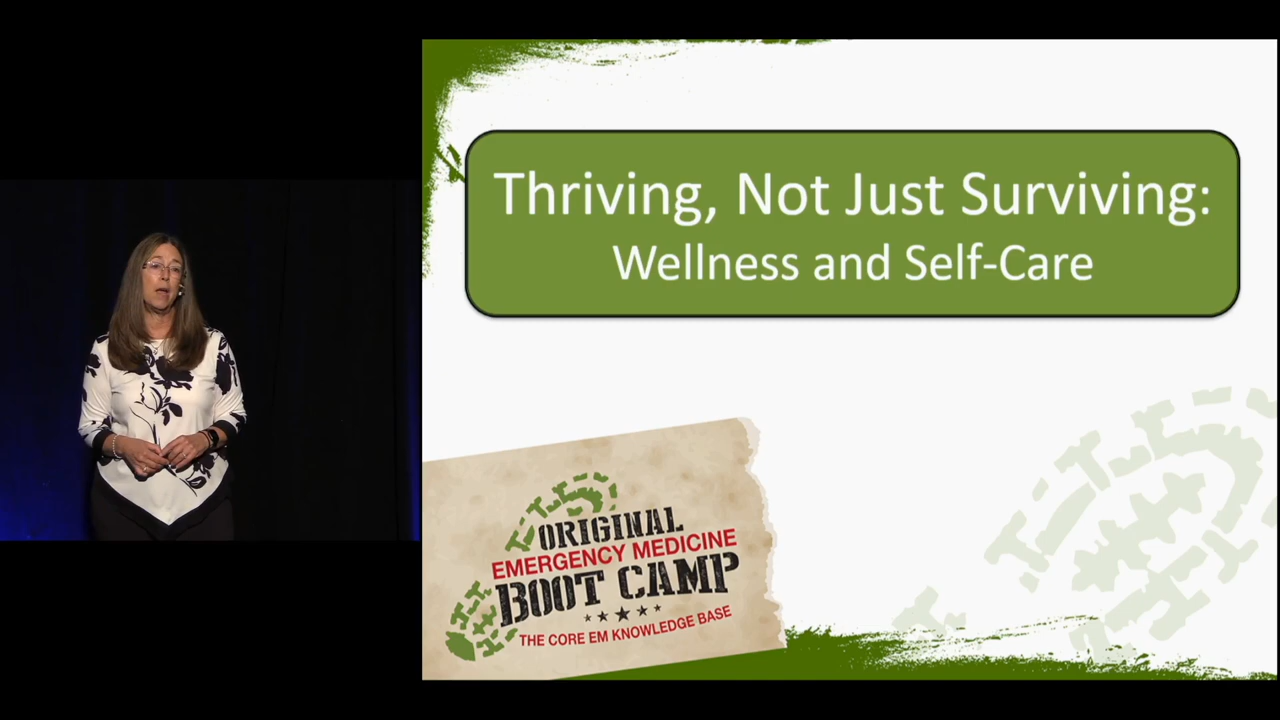 Thriving, Not Just Surviving:
Wellness and Self-Care
ORIGINAL
EMERGENCY MEDICINE
BOOT CAMP
THE CORE EM KNOWLEDGE BASE